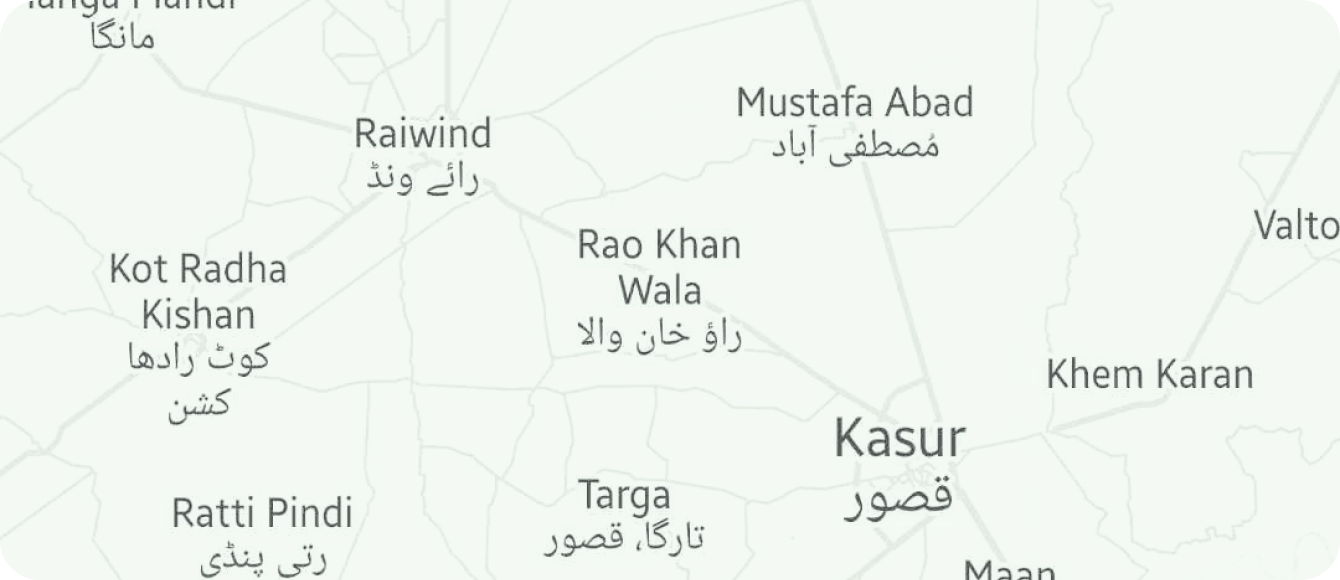 مانگا
Mustafa Abad
مُصطفى آباد
Raiwind
رائے ونڈ
Valto
Rao Khan
Wala
راؤ خان والا
Kot Radha
Kishan
کوٹ رادھا
کشن
Khem Karan
Kasur
قصور
Targa
تارگا، قصور
Ratti Pindi
رتی پنڈی
Maan